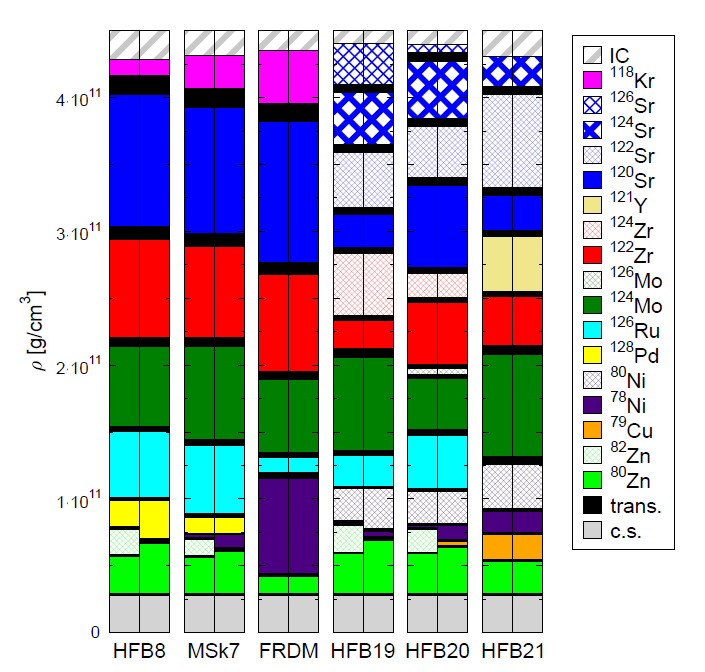 ρ [g/cm³]
4·10¹¹
3·10¹¹
2·10¹¹
1·10¹¹
0
HFB8 MSk7 FRDM HFB19 HFB20 HFB21
IC
¹¹⁸Kr
¹²⁶Sr
¹²⁴Sr
¹²²Sr
¹²⁰Sr
¹²¹Y
¹²⁴Zr
¹²²Zr
¹²⁶Mo
¹²⁴Mo
¹²⁶Ru
¹²⁸Pd
⁸⁰Ni
⁷⁸Ni
⁷⁹Cu
⁸²Zn
⁸⁰Zn
trans.
c.s.